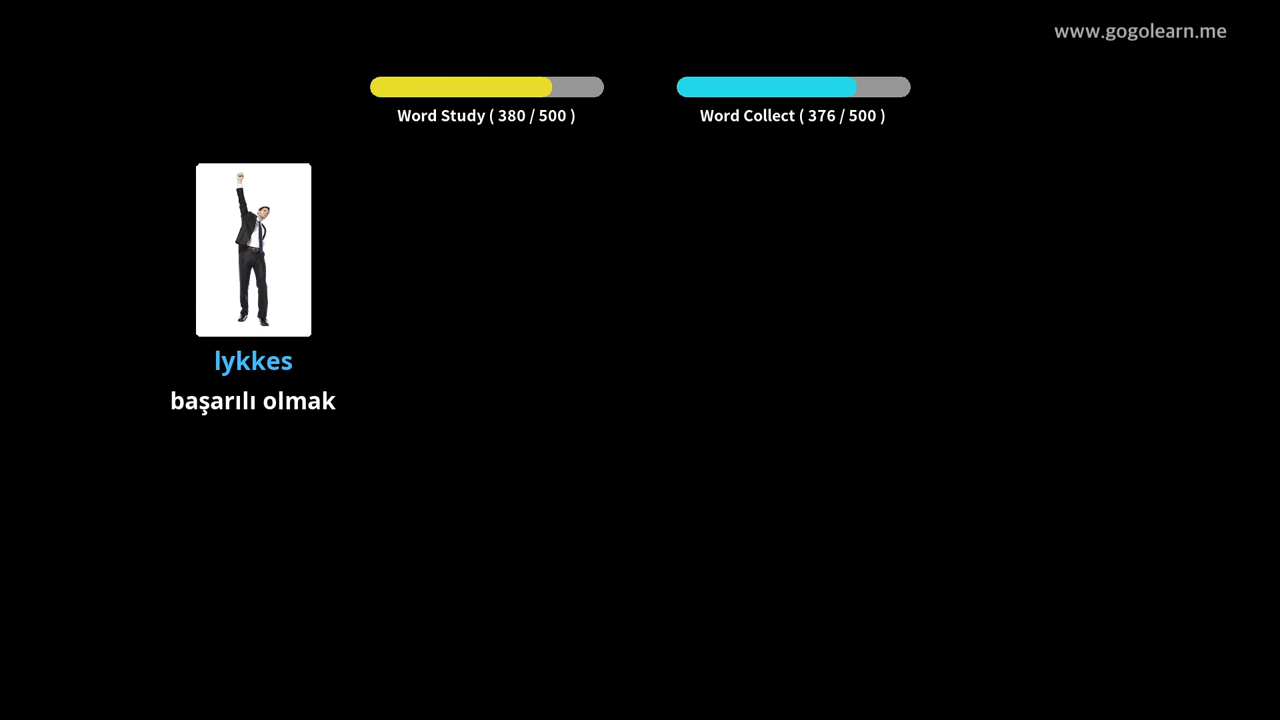 www.gogolearn.me
Word Study ( 380 / 500 )
Word Collect ( 376 / 500 )
lykkes
başarılı olmak